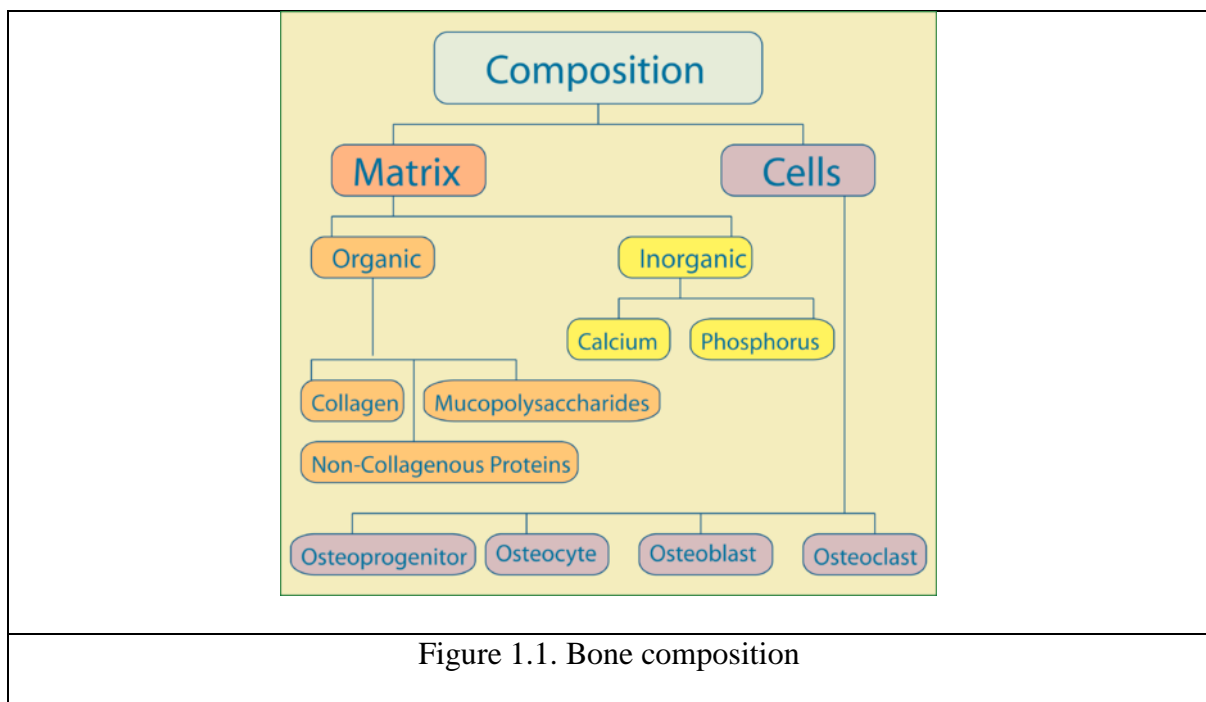 Composition
Matrix
Cells
Organic
Inorganic
Calcium
Phosphorus
Collagen
Mucopolysaccharides
Non-Collagenous Proteins
Osteoprogenitor
Osteocyte
Osteoblast
Osteoclast
Figure 1.1. Bone composition